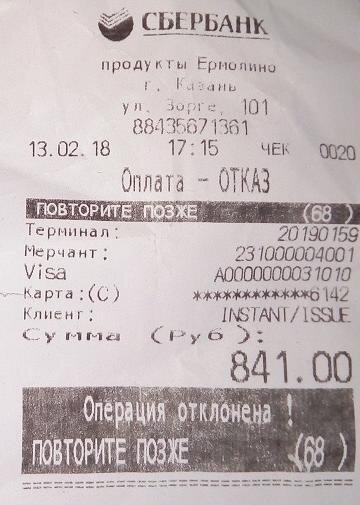 СБЕРБАНК
продукты Ермолино
г. Казань
ул. Зорге, 101
88435671361
13.02.18 17:15 ЧЕК 0020
Оплата - ОТКАЗ
ПОВТОРИТЕ ПОЗЖЕ (68 )
Терминал: 20190159
Мерчант: 231000004001
Visa A0000000031010
Карта:(C) ************6142
Клиент: INSTANT/ISSUE
Сумма (Руб):
841.00
Операция отклонена !
ПОВТОРИТЕ ПОЗЖЕ (68 )